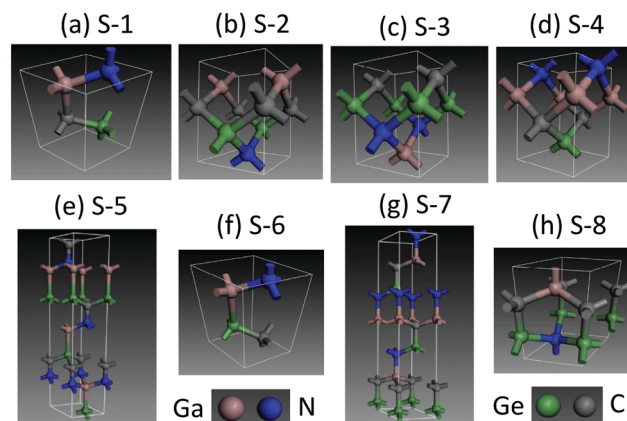 (a) S-1
(b) S-2
(c) S-3
(d) S-4
(e) S-5
(f) S-6
(g) S-7
(h) S-8
Ga N
Ge C